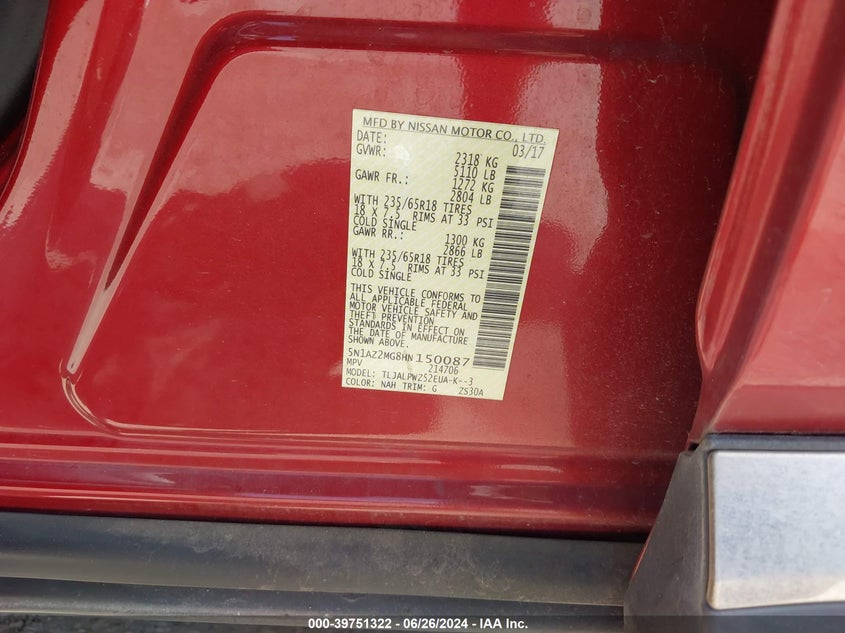 MFD BY NISSAN MOTOR CO., LTD.
DATE: 03/17
GVWR: 2318 KG
5110 LB
GAWR FR.: 1272 KG
2804 LB
WITH 235/65R18 TIRES
18 X 7.5 RIMS AT 33 PSI
COLD SINGLE
GAWR RR.: 1300 KG
2866 LB
WITH 235/65R18 TIRES
18 X 7.5 RIMS AT 33 PSI
COLD SINGLE
THIS VEHICLE CONFORMS TO
ALL APPLICABLE FEDERAL
MOTOR VEHICLE SAFETY AND
THEFT PREVENTION
STANDARDS IN EFFECT ON
THE DATE OF MANUFACTURE
SHOWN ABOVE.
5N1AZ2MG8HN150087
MPV 214706
MODEL: TLJALPWZ52EUA-K--3
COLOR: NAH TRIM: G ZS30A
000-39751322 | 06/26/2024 - IAA Inc.